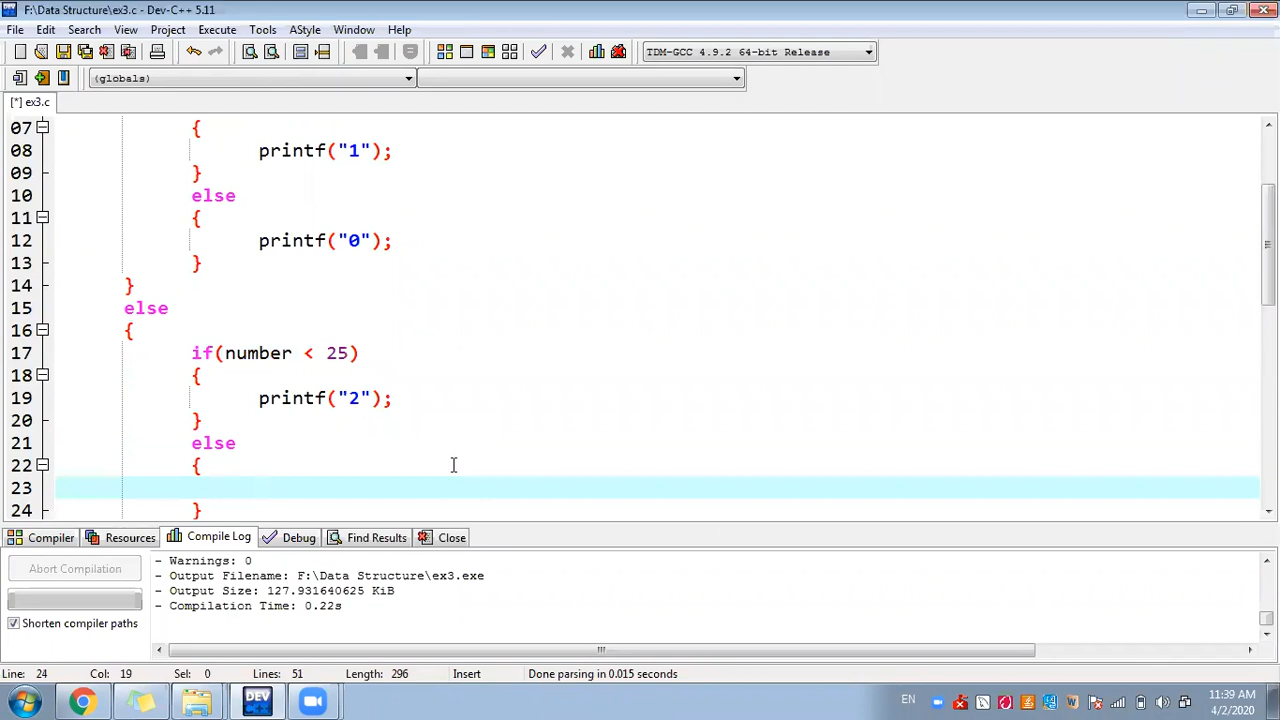 F:\Data Structure\ex3.c - Dev-C++ 5.11
File Edit Search View Project Execute Tools AStyle Window Help
TDM-GCC 4.9.2 64-bit Release
(globals)
[*] ex3.c
07 {
08 printf("1");
09 }
10 else
11 {
12 printf("0");
13 }
14 }
15 else
16 {
17 if(number < 25)
18 {
19 printf("2");
20 }
21 else
22 {
23
24 }
Compiler Resources Compile Log Debug Find Results Close
Abort Compilation
Shorten compiler paths
- Warnings: 0
- Output Filename: F:\Data Structure\ex3.exe
- Output Size: 127.931640625 KiB
- Compilation Time: 0.22s
Line: 24 Col: 19 Sel: 0 Lines: 51 Length: 296 Insert Done parsing in 0.015 seconds
DEV C++
EN
11:39 AM
4/2/2020